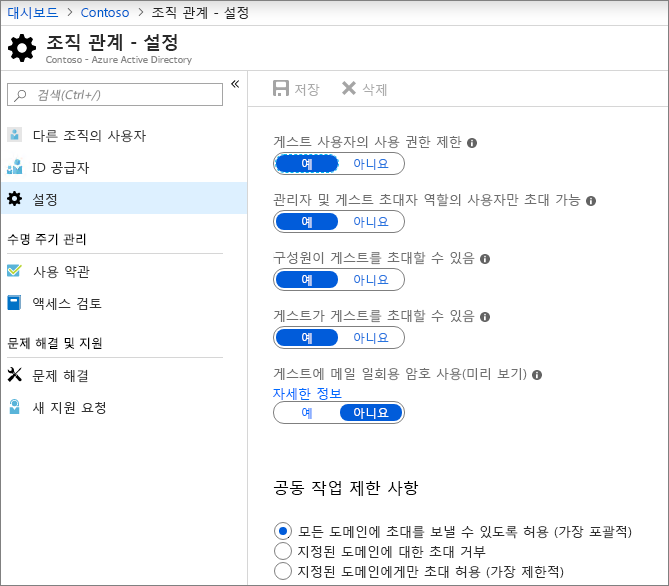 대시보드 > Contoso > 조직 관계 - 설정
조직 관계 - 설정
Contoso - Azure Active Directory
검색(Ctrl+/)
«
다른 조직의 사용자
ID 공급자
설정
수명 주기 관리
사용 약관
액세스 검토
문제 해결 및 지원
문제 해결
새 지원 요청
저장 삭제
게스트 사용자의 사용 권한 제한
예 아니요
관리자 및 게스트 초대자 역할의 사용자만 초대 가능
예 아니요
구성원이 게스트를 초대할 수 있음
예 아니요
게스트가 게스트를 초대할 수 있음
예 아니요
게스트에 메일 일회용 암호 사용(미리 보기)
자세한 정보
예 아니요
공동 작업 제한 사항
모든 도메인에 초대를 보낼 수 있도록 허용 (가장 포괄적)
지정된 도메인에 대한 초대 거부
지정된 도메인에게만 초대 허용 (가장 제한적)